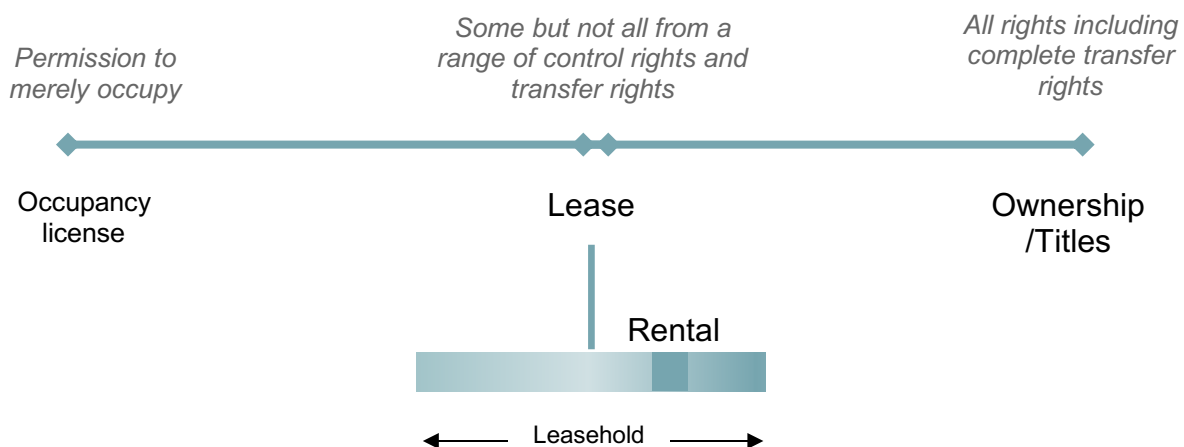 Permission to
merely occupy
Some but not all from a
range of control rights and
transfer rights
All rights including
complete transfer
rights
Occupancy
license
Lease
Ownership
/Titles
Rental
Leasehold